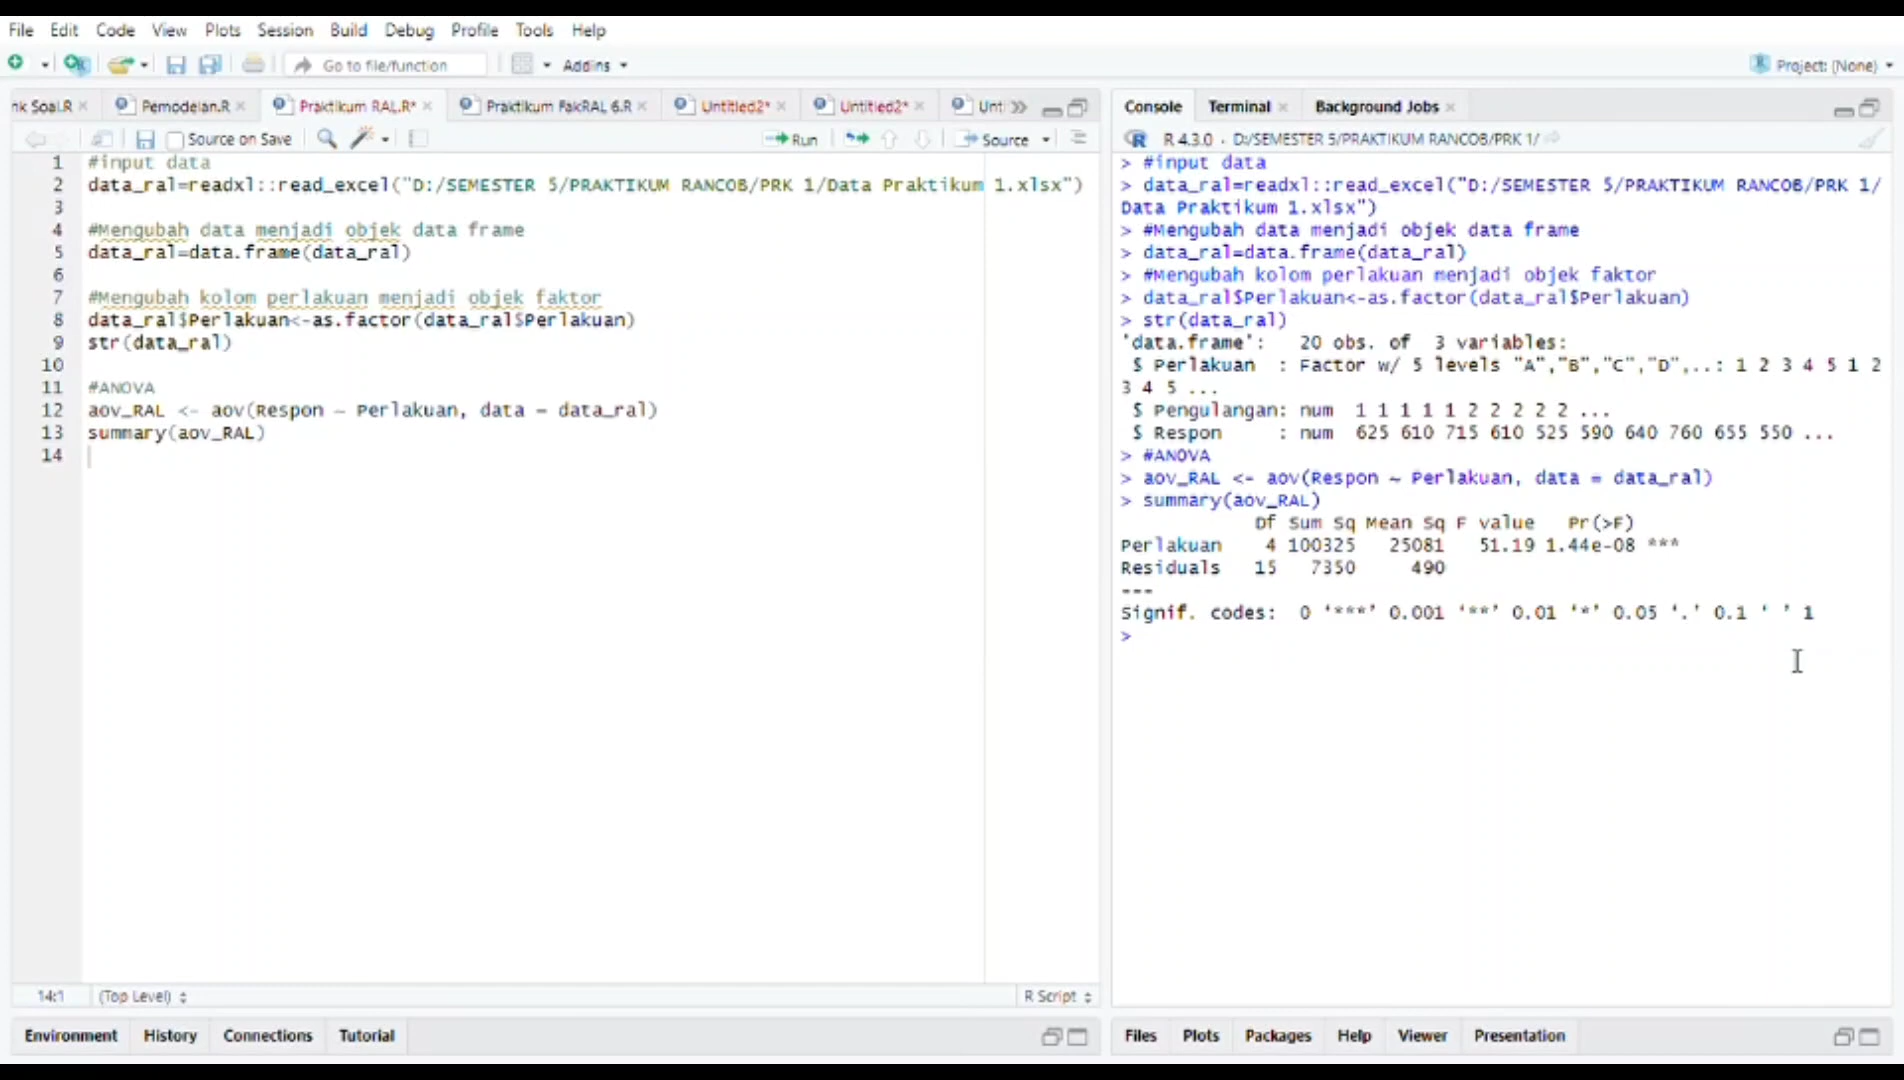 File Edit Code View Plots Session Build Debug Profile Tools Help
Go to file/function Addins Project: (None)
nk Soal.R Pemodelan.R Praktikum RAL.R* Praktikum FakRAL 6.R Untitled2* Untitled2* Unt
Source on Save Run Source
1 #input data
2 data_ral=readxl::read_excel("D:/SEMESTER 5/PRAKTIKUM RANCOB/PRK 1/Data Praktikum 1.xlsx")
3
4 #Mengubah data menjadi objek data frame
5 data_ral=data.frame(data_ral)
6
7 #Mengubah kolom perlakuan menjadi objek faktor
8 data_ral$Perlakuan<-as.factor(data_ral$Perlakuan)
9 str(data_ral)
10
11 #ANOVA
12 aov_RAL <- aov(Respon ~ Perlakuan, data = data_ral)
13 summary(aov_RAL)
14
14:1 (Top Level) R Script
Environment History Connections Tutorial
Console Terminal Background Jobs
R 4.3.0 · D:/SEMESTER 5/PRAKTIKUM RANCOB/PRK 1/
> #input data
> data_ral=readxl::read_excel("D:/SEMESTER 5/PRAKTIKUM RANCOB/PRK 1/
Data Praktikum 1.xlsx")
> #Mengubah data menjadi objek data frame
> data_ral=data.frame(data_ral)
> #Mengubah kolom perlakuan menjadi objek faktor
> data_ral$Perlakuan<-as.factor(data_ral$Perlakuan)
> str(data_ral)
'data.frame':   20 obs. of  3 variables:
 $ Perlakuan  : Factor w/ 5 levels "A","B","C","D",..: 1 2 3 4 5 1 2
3 4 5 ...
 $ Pengulangan: num  1 1 1 1 1 2 2 2 2 2 ...
 $ Respon     : num  625 610 715 610 525 590 640 760 655 550 ...
> #ANOVA
> aov_RAL <- aov(Respon ~ Perlakuan, data = data_ral)
> summary(aov_RAL)
            Df Sum Sq Mean Sq F value   Pr(>F)
Perlakuan    4 100325   25081   51.19 1.44e-08 ***
Residuals   15   7350     490
---
Signif. codes:  0 ‘***’ 0.001 ‘**’ 0.01 ‘*’ 0.05 ‘.’ 0.1 ‘ ’ 1
>
Files Plots Packages Help Viewer Presentation